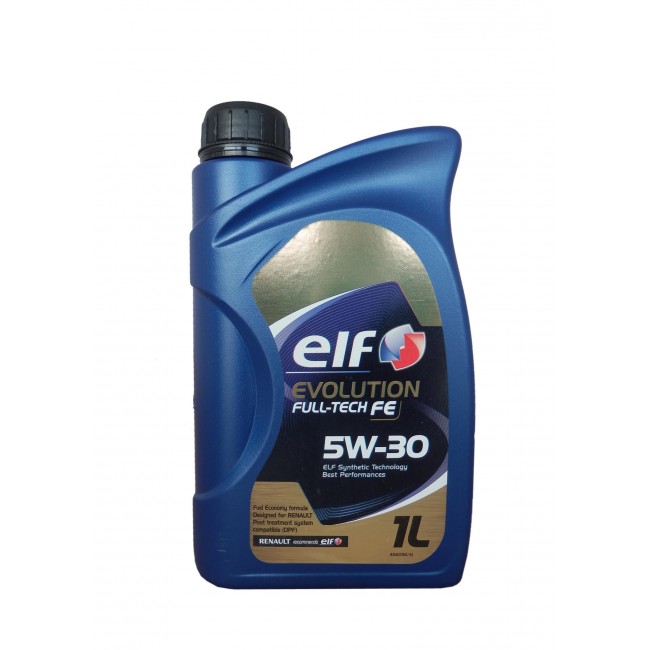 elf
EVOLUTION
FULL-TECH FE
5W-30
ELF Synthetic Technology
Best Performances
Fuel Economy formula
Designed for RENAULT
Post treatment system
compatible (DPF)
1L
RENAULT recommends elf